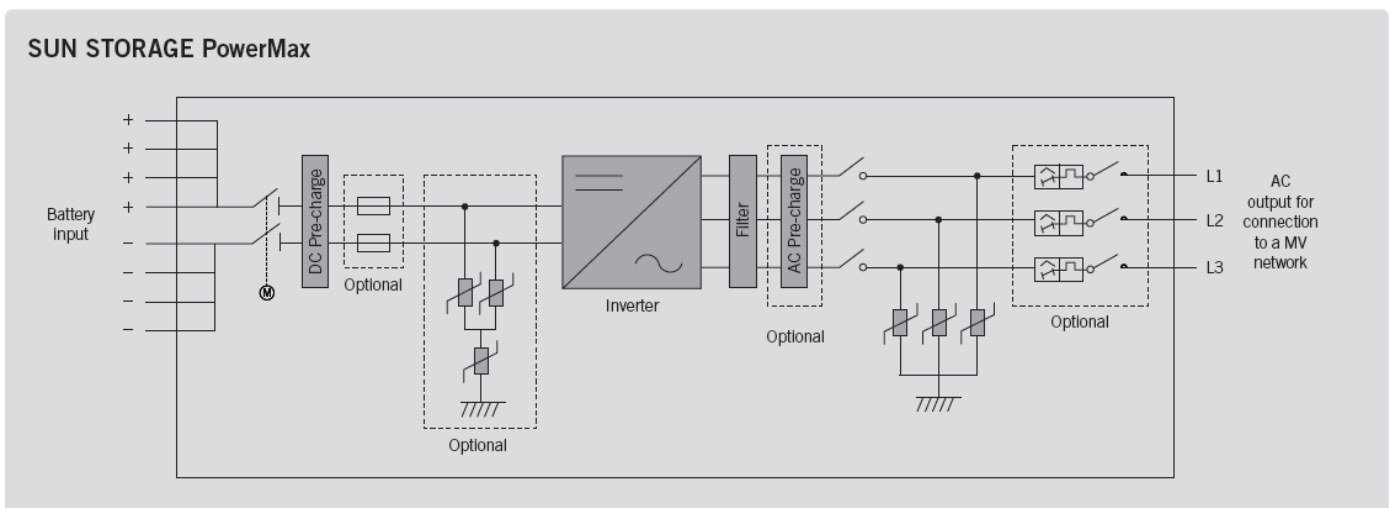 SUN STORAGE PowerMax
+
+
+
+
Battery
input
–
–
–
–
M
DC Pre-charge
Optional
Optional
Inverter
Filter
AC Pre-charge
Optional
Optional
L1
L2
L3
AC
output for
connection
to a MV
network